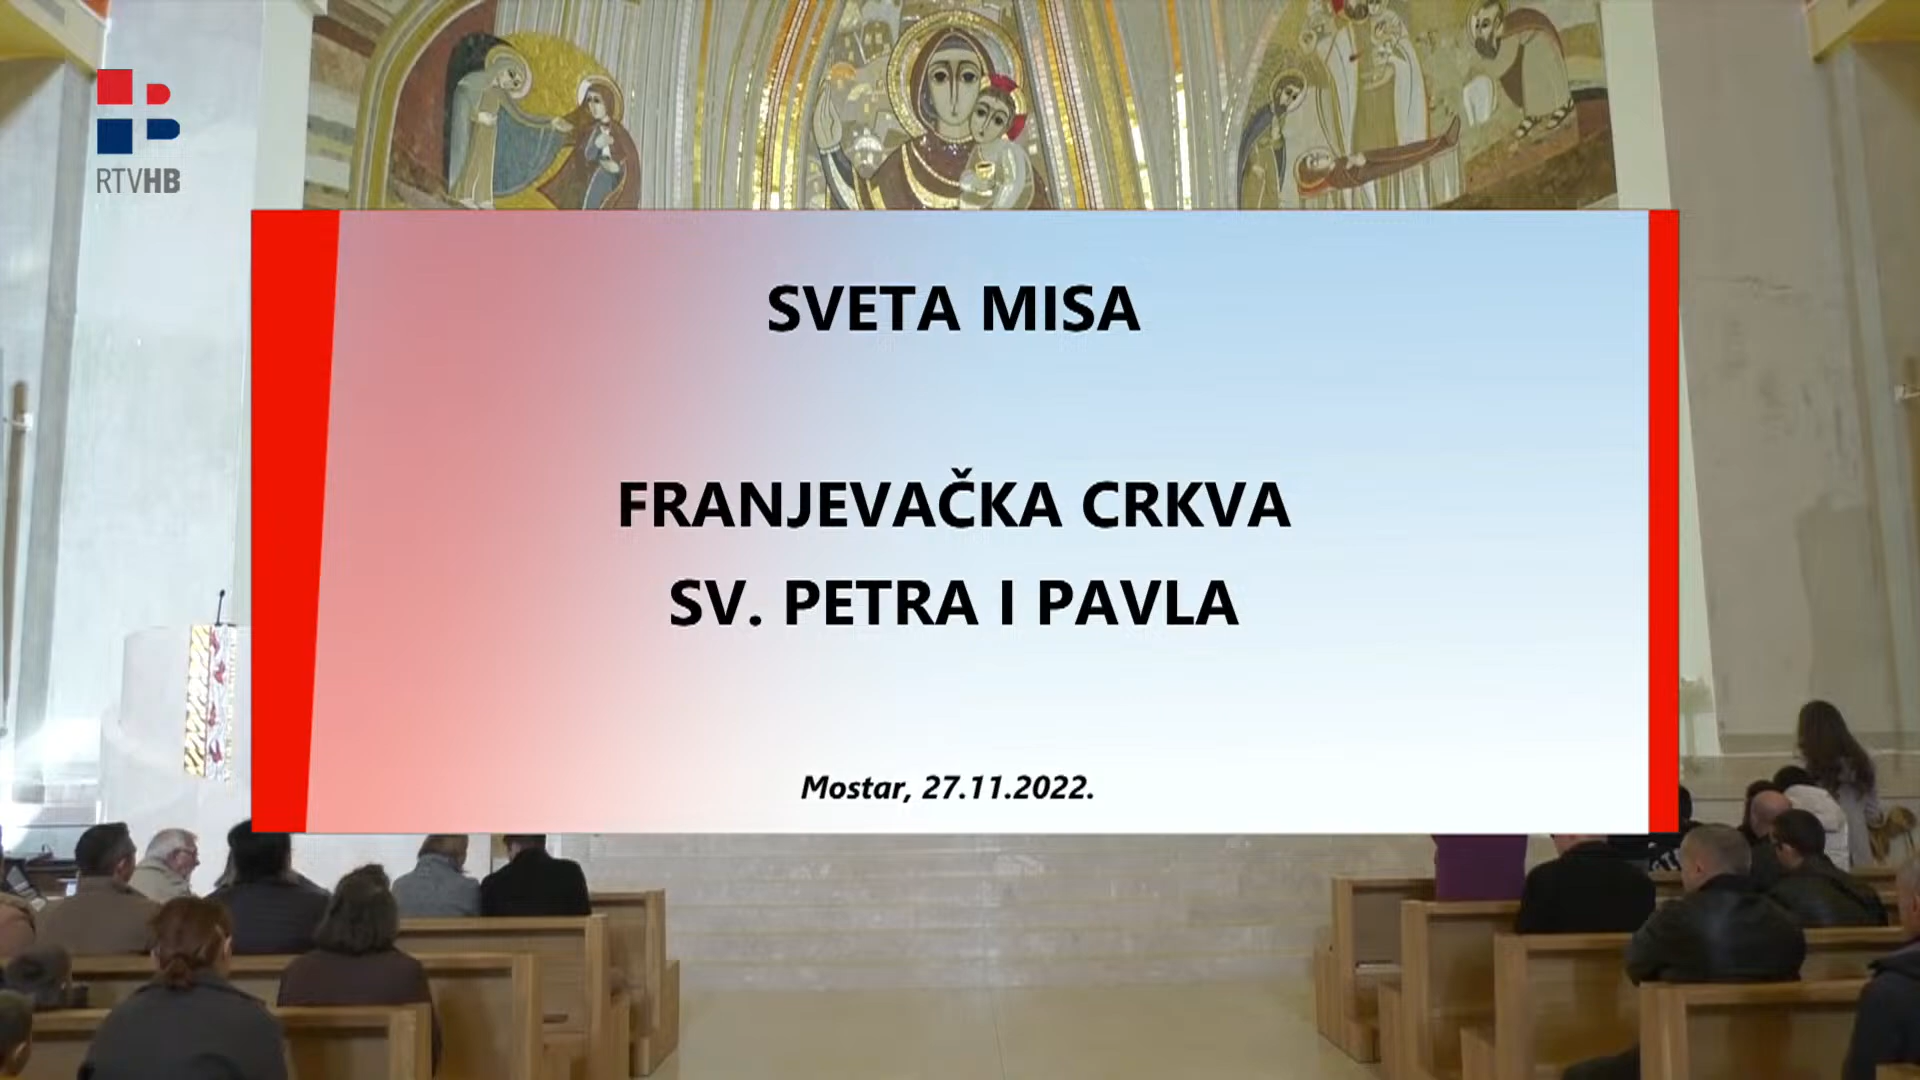 RTVHB
SVETA MISA
FRANJEVAČKA CRKVA
SV. PETRA I PAVLA
Mostar, 27.11.2022.